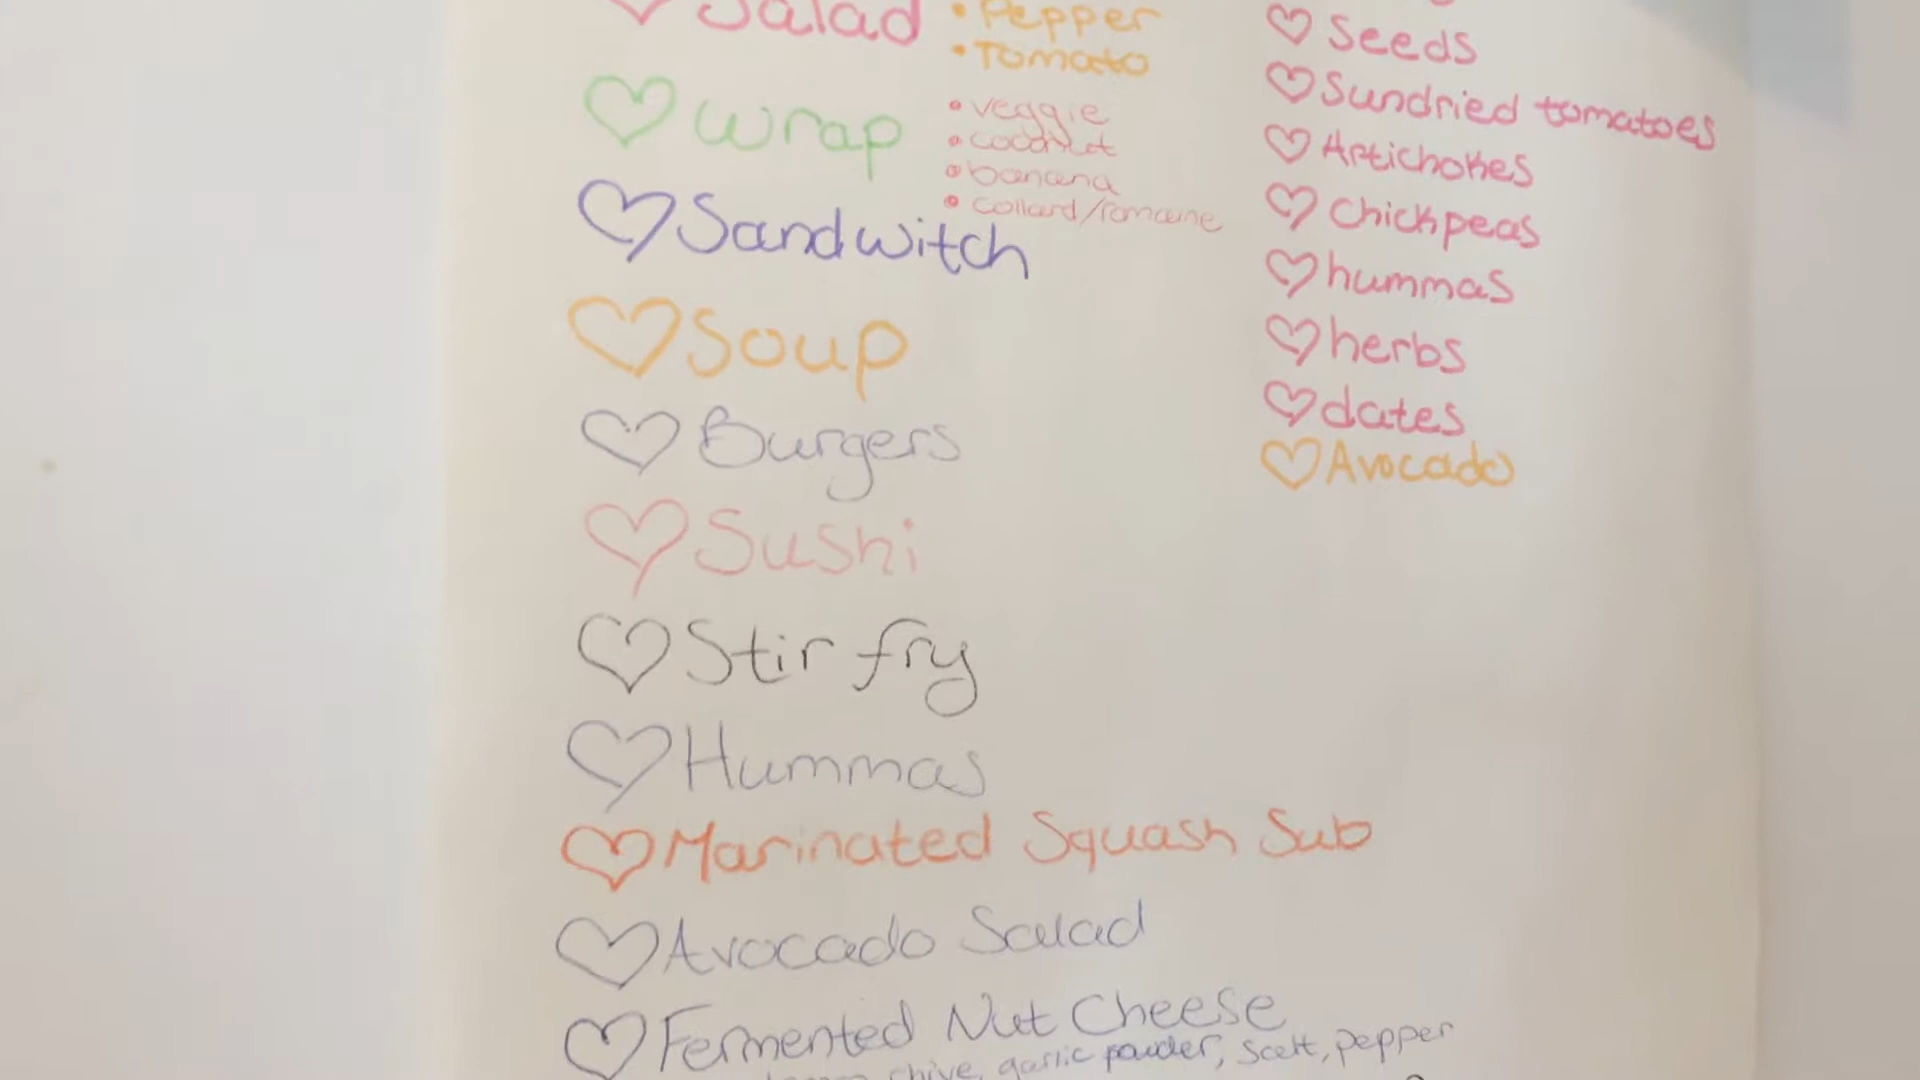 Salad
• Pepper
• Tomato
Wrap
• veggie
• coconut
• banana
• collard/romaine
Sandwitch
Soup
Burgers
Sushi
Stir fry
Hummas
Marinated Squash Sub
Avocado Salad
Fermented Nut Cheese
chive, garlic powder, salt, pepper
Seeds
Sundried tomatoes
Artichokes
Chickpeas
hummas
herbs
dates
Avocado